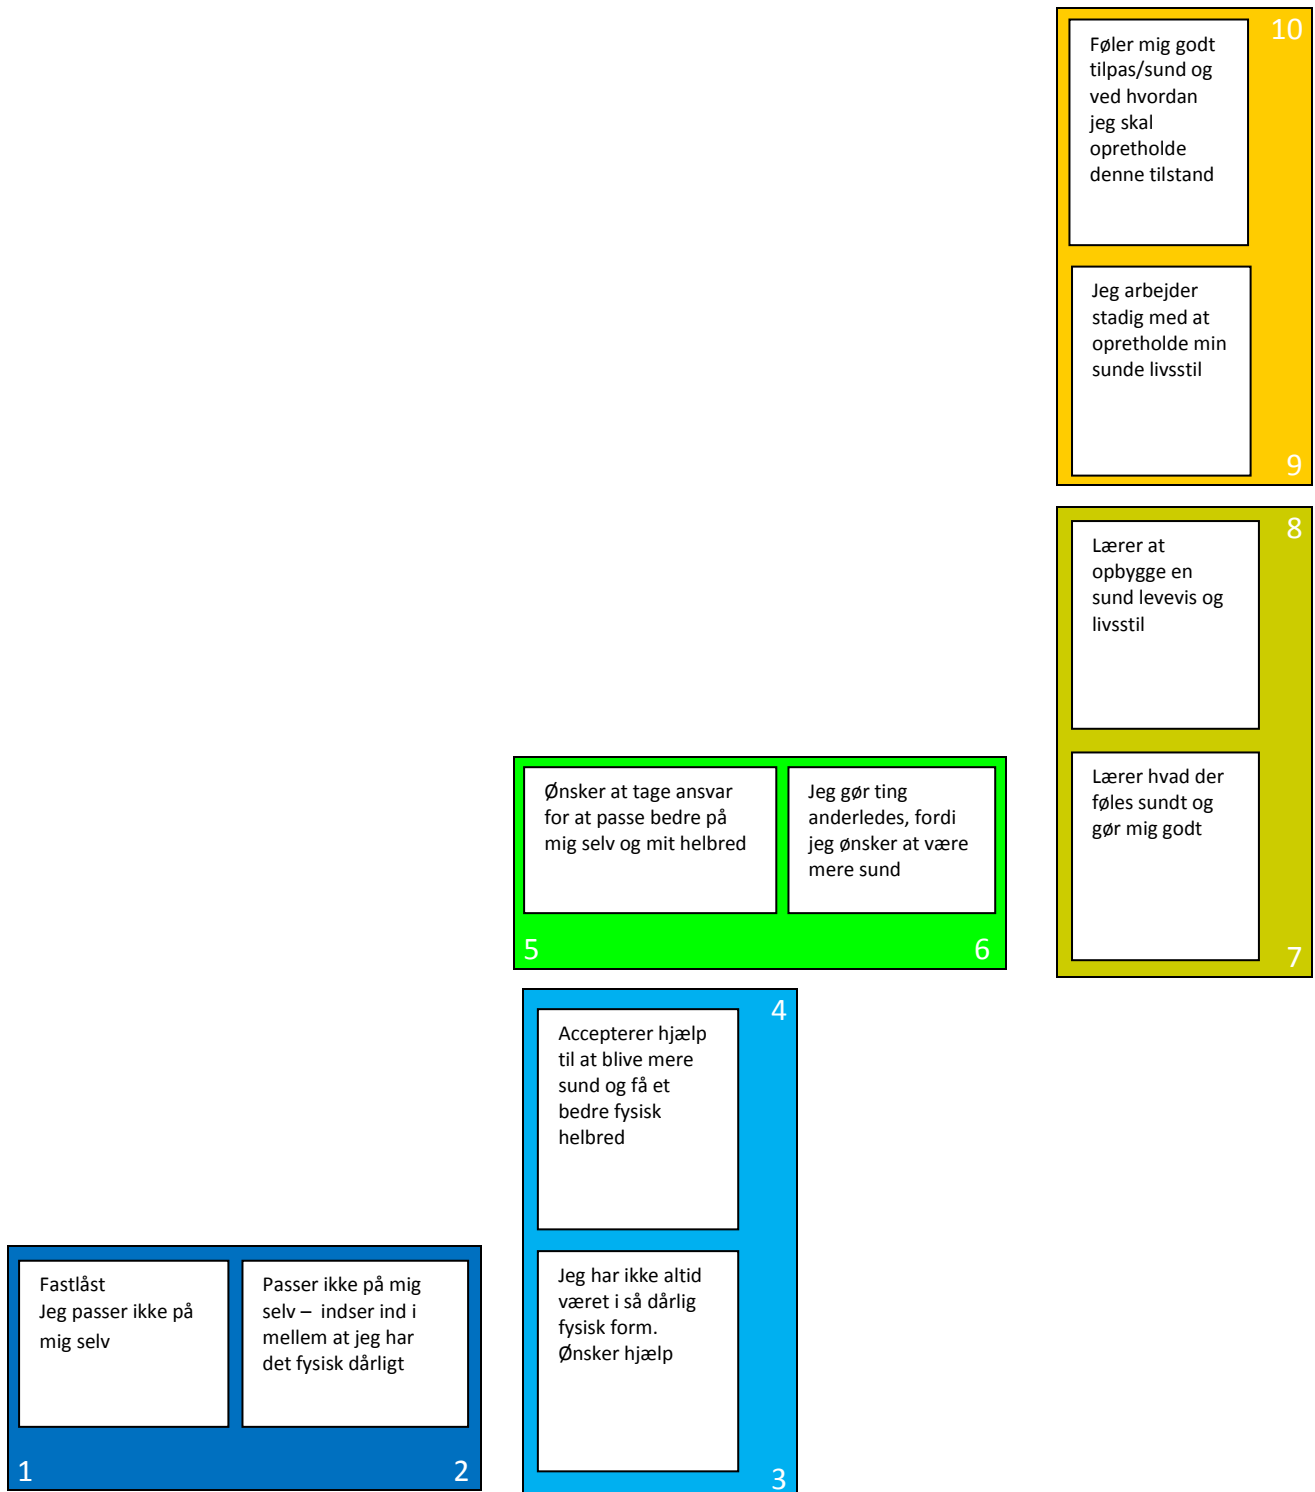 10
Føler mig godt
tilpas/sund og
ved hvordan
jeg skal
opretholde
denne tilstand
Jeg arbejder
stadig med at
opretholde min
sunde livsstil
9
8
Lærer at
opbygge en
sund levevis og
livsstil
Lærer hvad der
føles sundt og
gør mig godt
7
Ønsker at tage ansvar
for at passe bedre på
mig selv og mit helbred
Jeg gør ting
anderledes, fordi
jeg ønsker at være
mere sund
5
6
4
Accepterer hjælp
til at blive mere
sund og få et
bedre fysisk
helbred
Jeg har ikke altid
været i så dårlig
fysisk form.
Ønsker hjælp
3
Fastlåst
Jeg passer ikke på
mig selv
Passer ikke på mig
selv – indser ind i
mellem at jeg har
det fysisk dårligt
1
2